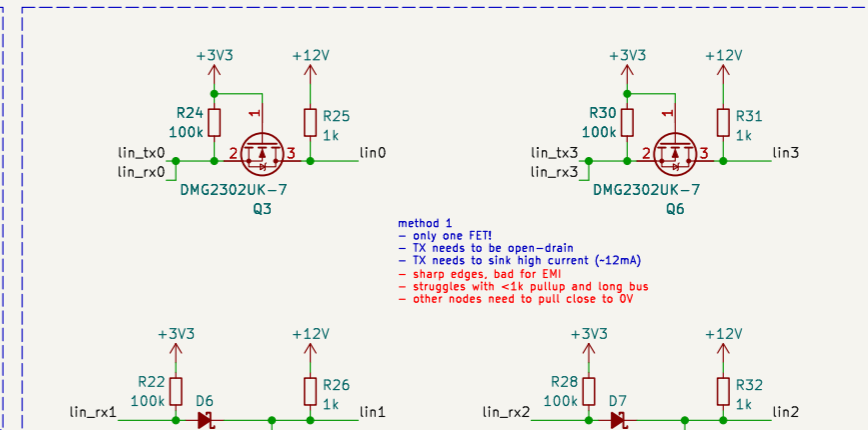 +3V3
+12V
+3V3
+12V
R24
100k
1
R25
1k
R30
100k
1
R31
1k
lin_tx0
lin_rx0
2
3
lin0
lin_tx3
lin_rx3
2
3
lin3
DMG2302UK-7
Q3
DMG2302UK-7
Q6
method 1
- only one FET!
- TX needs to be open-drain
- TX needs to sink high current (~12mA)
- sharp edges, bad for EMI
- struggles with <1k pullup and long bus
- other nodes need to pull close to 0V
+3V3
+12V
+3V3
+12V
R22
100k
D6
R26
1k
R28
100k
D7
R32
1k
lin_rx1
lin1
lin_rx2
lin2